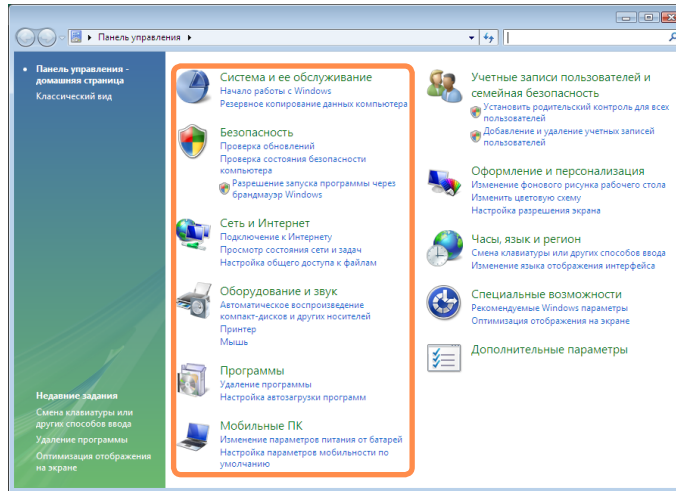 Панель управления
Панель управления -
домашняя страница
Классический вид
Недавние задания
Смена клавиатуры или
других способов ввода
Удаление программы
Оптимизация отображения
на экране
Система и ее обслуживание
Начало работы с Windows
Резервное копирование данных компьютера
Безопасность
Проверка обновлений
Проверка состояния безопасности
компьютера
Разрешение запуска программы через
брандмауэр Windows
Сеть и Интернет
Подключение к Интернету
Просмотр состояния сети и задач
Настройка общего доступа к файлам
Оборудование и звук
Автоматическое воспроизведение
компакт-дисков и других носителей
Принтер
Мышь
Программы
Удаление программы
Настройка автозагрузки программ
Мобильные ПК
Изменение параметров питания от батарей
Настройка параметров мобильности по
умолчанию
Учетные записи пользователей и
семейная безопасность
Установить родительский контроль для всех
пользователей
Добавление и удаление учетных записей
пользователей
Оформление и персонализация
Изменение фонового рисунка рабочего стола
Изменить цветовую схему
Настройка разрешения экрана
Часы, язык и регион
Смена клавиатуры или других способов ввода
Изменение языка отображения интерфейса
Специальные возможности
Рекомендуемые Windows параметры
Оптимизация отображения на экране
Дополнительные параметры